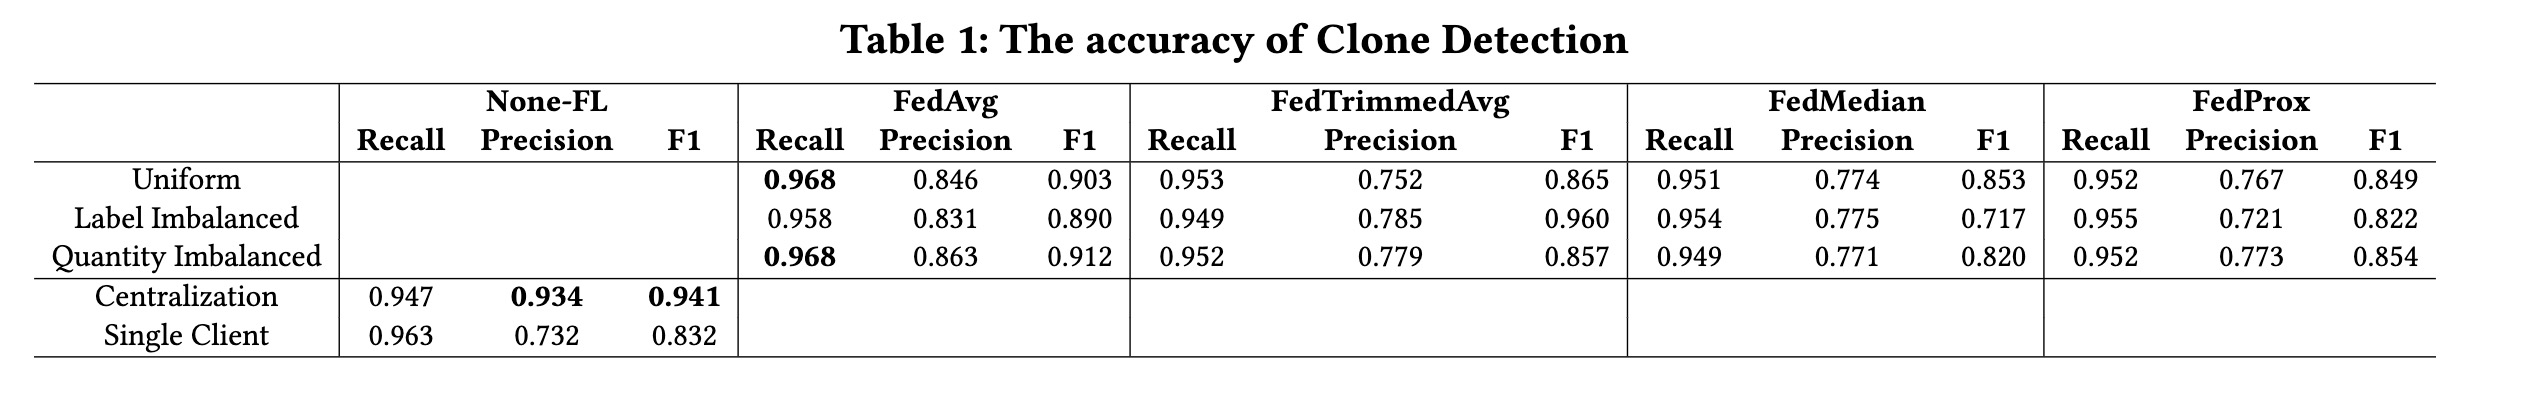 Table 1: The accuracy of Clone Detection
None-FL FedAvg FedTrimmedAvg FedMedian FedProx
Recall Precision F1 Recall Precision F1 Recall Precision F1 Recall Precision F1 Recall Precision F1
Uniform 0.968 0.846 0.903 0.953 0.752 0.865 0.951 0.774 0.853 0.952 0.767 0.849
Label Imbalanced 0.958 0.831 0.890 0.949 0.785 0.960 0.954 0.775 0.717 0.955 0.721 0.822
Quantity Imbalanced 0.968 0.863 0.912 0.952 0.779 0.857 0.949 0.771 0.820 0.952 0.773 0.854
Centralization 0.947 0.934 0.941
Single Client 0.963 0.732 0.832